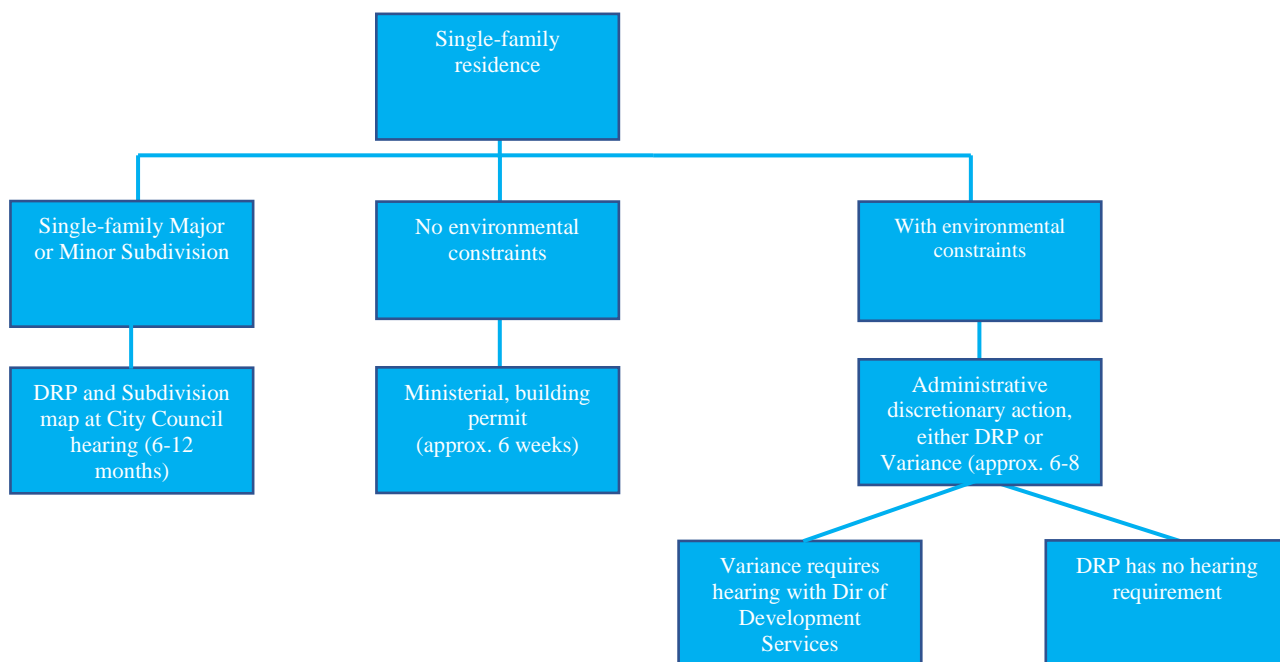 Single-family
residence
Single-family Major
or Minor Subdivision
No environmental
constraints
With environmental
constraints
DRP and Subdivision
map at City Council
hearing (6-12
months)
Ministerial, building
permit
(approx. 6 weeks)
Administrative
discretionary action,
either DRP or
Variance (approx. 6-8
Variance requires
hearing with Dir of
Development
Services
DRP has no hearing
requirement